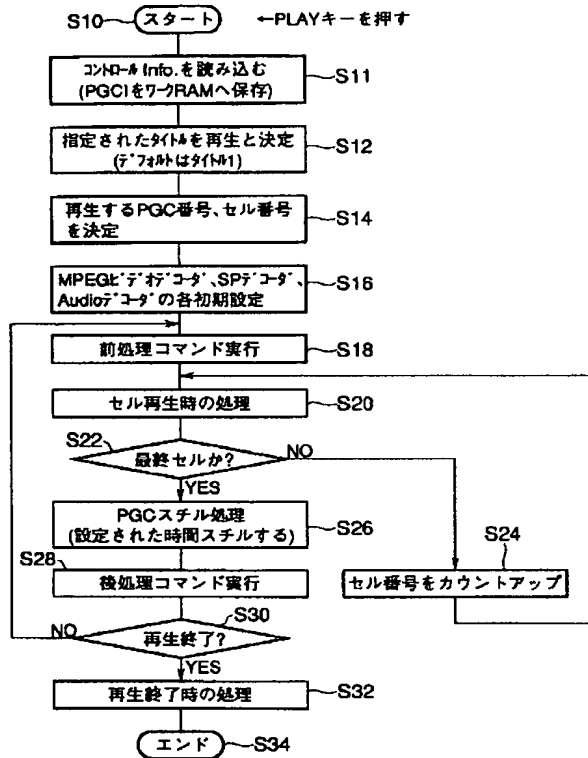 S10 スタート ←PLAYキーを押す
コントロールInfo.を読み込む
(PGCIをワークRAMへ保存)
S11
指定されたタイトルを再生と決定
(デフォルトはタイトル1)
S12
再生するPGC番号、セル番号
を決定
S14
MPEGビデオデコーダ、SPデコーダ、
Audioデコーダの各初期設定
S16
前処理コマンド実行 S18
セル再生時の処理 S20
S22
最終セルか?
NO
YES
PGCスチル処理
(設定された時間スチルする)
S26
S24
セル番号をカウントアップ
S28
後処理コマンド実行
S30
NO
再生終了?
YES
再生終了時の処理 S32
エンド S34